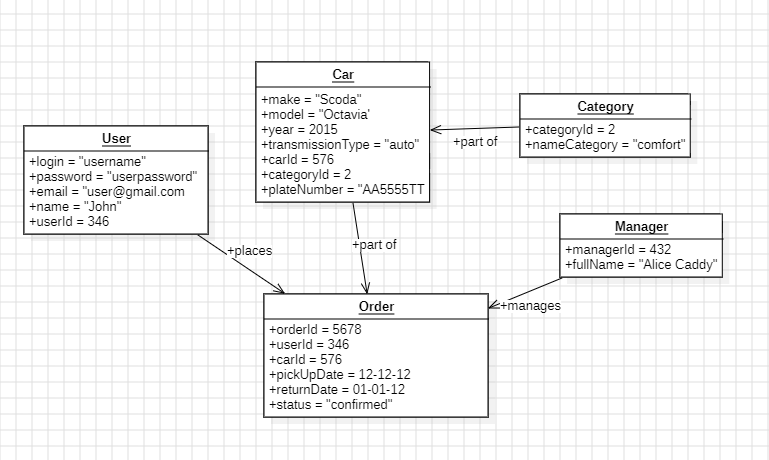 Car
+make = "Scoda"
+model = "Octavia'
+year = 2015
+transmissionType = "auto"
+carId = 576
+categoryId = 2
+plateNumber = "AA5555TT
Category
+categoryId = 2
+nameCategory = "comfort"
+part of
User
+login = "username"
+password = "userpassword"
+email = "user@gmail.com
+name = "John"
+userId = 346
Manager
+managerId = 432
+fullName = "Alice Caddy"
+places
+part of
+manages
Order
+orderId = 5678
+userId = 346
+carId = 576
+pickUpDate = 12-12-12
+returnDate = 01-01-12
+status = "confirmed"